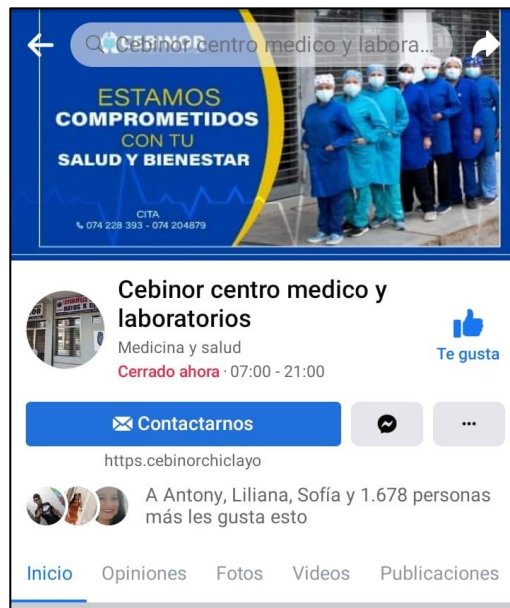 CEBINOR
Cebinor centro medico y labora...
ESTAMOS
COMPROMETIDOS
CON TU
SALUD Y BIENESTAR
CITA
074 228 393 - 074 204879
Cebinor centro medico y
laboratorios
Medicina y salud
Cerrado ahora · 07:00 - 21:00
Te gusta
Contactarnos
https.cebinorchiclayo
A Antony, Liliana, Sofía y 1.678 personas
más les gusta esto
Inicio Opiniones Fotos Videos Publicaciones